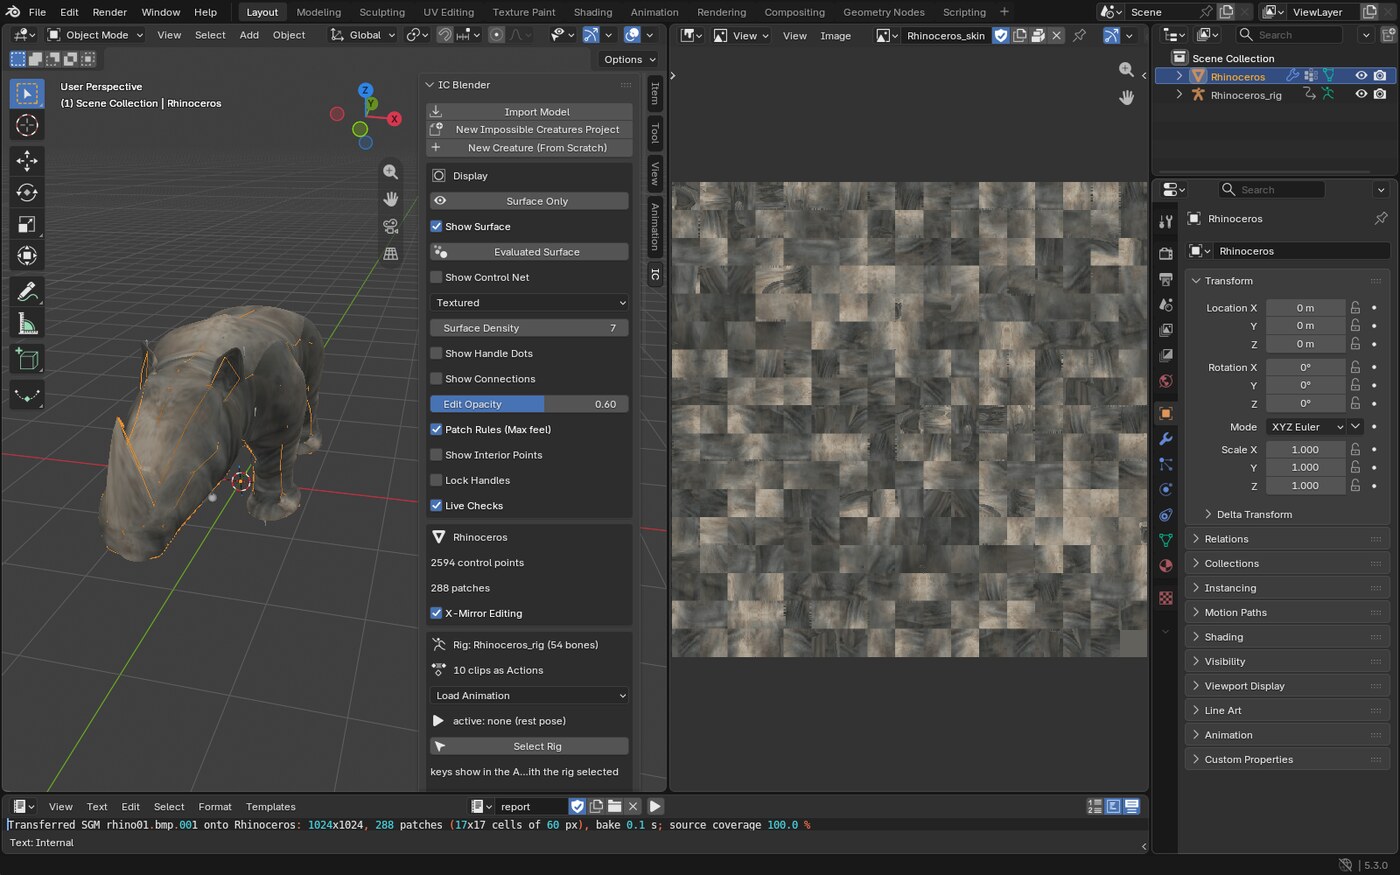 File Edit Render Window Help Layout Modeling Sculpting UV Editing Texture Paint Shading Animation Rendering Compositing Geometry Nodes Scripting + Scene ViewLayer
Object Mode View Select Add Object Global
View View Image Rhinoceros_skin
Search
Options
User Perspective
(1) Scene Collection | Rhinoceros
Z
Y
X
IC Blender
Import Model
New Impossible Creatures Project
New Creature (From Scratch)
Display
Surface Only
Show Surface
Evaluated Surface
Show Control Net
Textured
Surface Density 7
Show Handle Dots
Show Connections
Edit Opacity 0.60
Patch Rules (Max feel)
Show Interior Points
Lock Handles
Live Checks
Rhinoceros
2594 control points
288 patches
X-Mirror Editing
Rig: Rhinoceros_rig (54 bones)
10 clips as Actions
Load Animation
active: none (rest pose)
Select Rig
keys show in the A...ith the rig selected
Item
Tool
View
Animation
IC
Scene Collection
Rhinoceros
Rhinoceros_rig
Search
Rhinoceros
Rhinoceros
Transform
Location X 0 m
Y 0 m
Z 0 m
Rotation X 0°
Y 0°
Z 0°
Mode XYZ Euler
Scale X 1.000
Y 1.000
Z 1.000
Delta Transform
Relations
Collections
Instancing
Motion Paths
Shading
Visibility
Viewport Display
Line Art
Animation
Custom Properties
View Text Edit Select Format Templates report
Transferred SGM rhino01.bmp.001 onto Rhinoceros: 1024x1024, 288 patches (17x17 cells of 60 px), bake 0.1 s; source coverage 100.0 %
Text: Internal
5.3.0